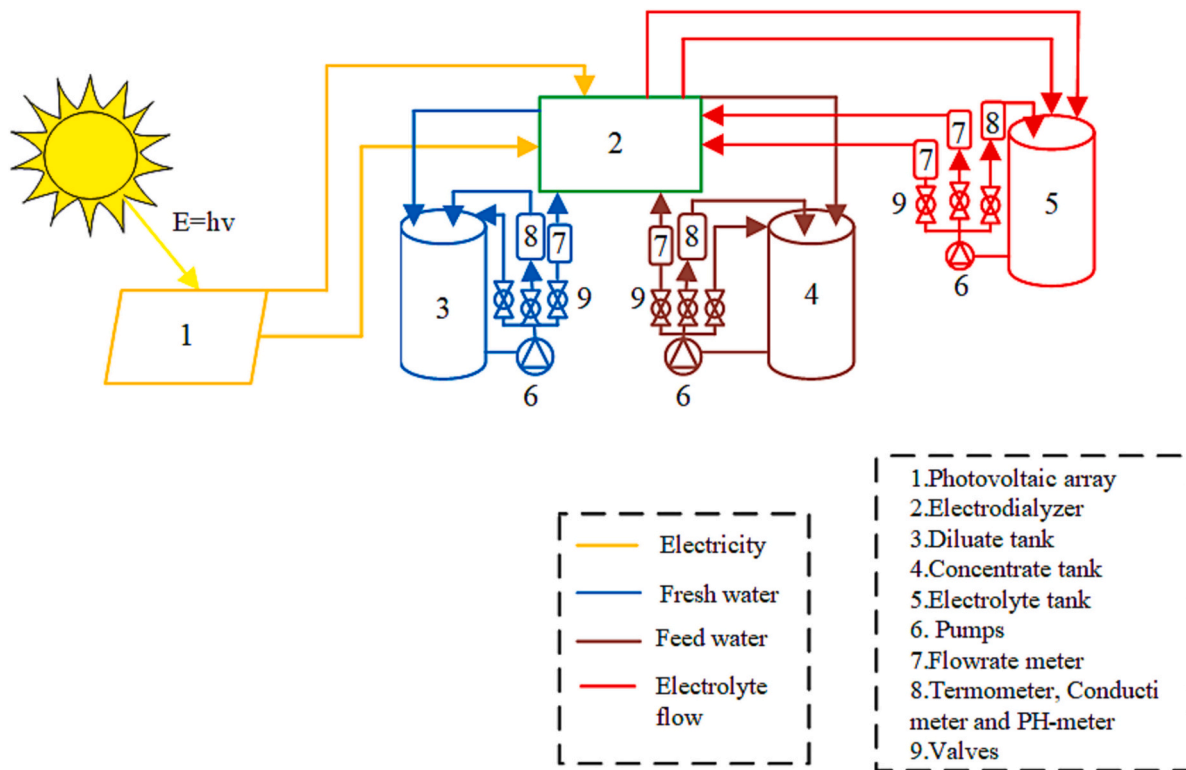 E=hv
1
2
3
4
5
6
6
6
7
7
7
7
8
8
8
9
9
9
Electricity
Fresh water
Feed water
Electrolyte
flow
1.Photovoltaic array
2.Electrodialyzer
3.Diluate tank
4.Concentrate tank
5.Electrolyte tank
6. Pumps
7.Flowrate meter
8.Termometer, Conducti
meter and PH-meter
9.Valves